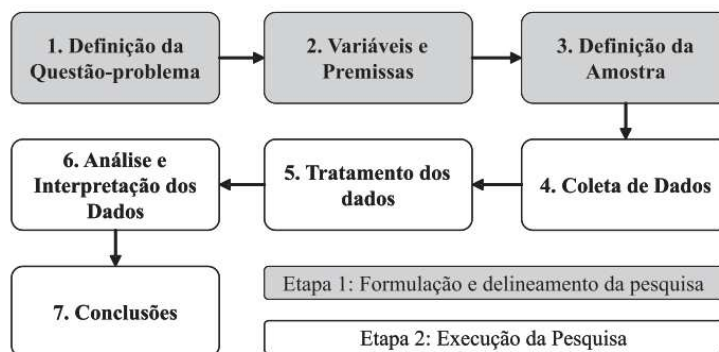 1. Definição da
Questão-problema
2. Variáveis e
Premissas
3. Definição da
Amostra
4. Coleta de Dados
5. Tratamento dos
dados
6. Análise e
Interpretação dos
Dados
7. Conclusões
Etapa 1: Formulação e delineamento da pesquisa
Etapa 2: Execução da Pesquisa